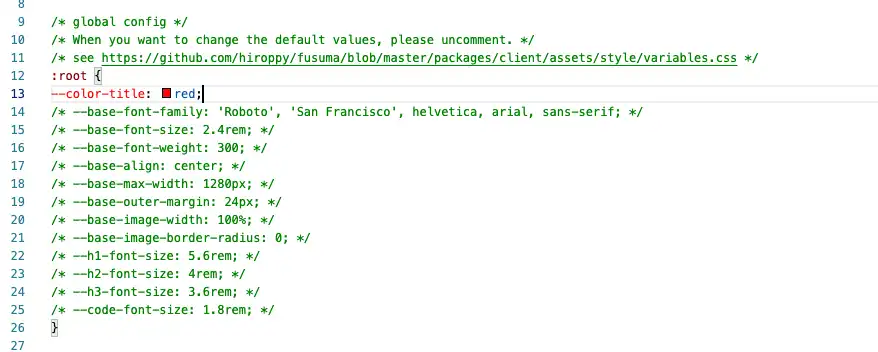 8
9 /* global config */
10 /* When you want to change the default values, please uncomment. */
11 /* see https://github.com/hiroppy/fusuma/blob/master/packages/client/assets/style/variables.css */
12 :root {
13 --color-title: red;
14 /* --base-font-family: 'Roboto', 'San Francisco', helvetica, arial, sans-serif; */
15 /* --base-font-size: 2.4rem; */
16 /* --base-font-weight: 300; */
17 /* --base-align: center; */
18 /* --base-max-width: 1280px; */
19 /* --base-outer-margin: 24px; */
20 /* --base-image-width: 100%; */
21 /* --base-image-border-radius: 0; */
22 /* --h1-font-size: 5.6rem; */
23 /* --h2-font-size: 4rem; */
24 /* --h3-font-size: 3.6rem; */
25 /* --code-font-size: 1.8rem; */
26 }
27